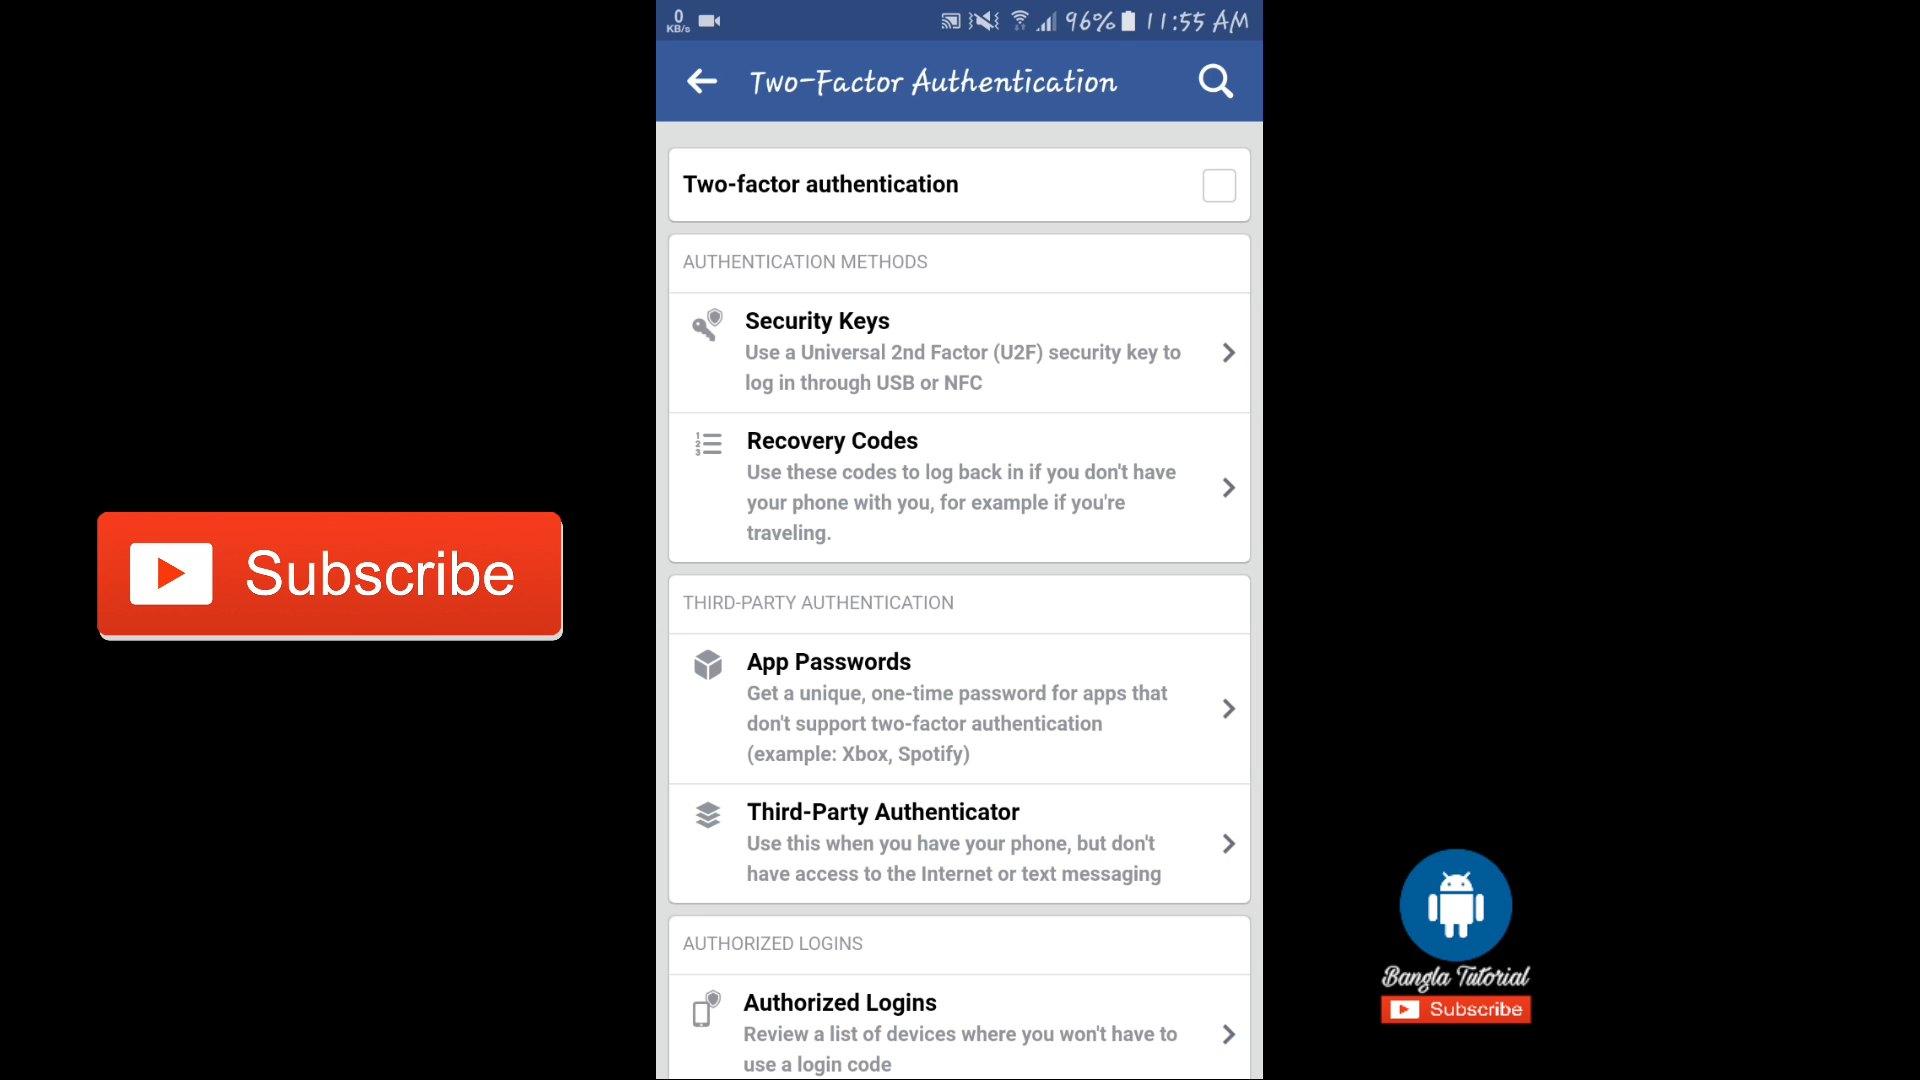 0
KB/s
96% 11:55 AM
Two-Factor Authentication
Two-factor authentication
AUTHENTICATION METHODS
Security Keys
Use a Universal 2nd Factor (U2F) security key to
log in through USB or NFC
1
2
3
Recovery Codes
Use these codes to log back in if you don't have
your phone with you, for example if you're
traveling.
THIRD-PARTY AUTHENTICATION
App Passwords
Get a unique, one-time password for apps that
don't support two-factor authentication
(example: Xbox, Spotify)
Third-Party Authenticator
Use this when you have your phone, but don't
have access to the Internet or text messaging
AUTHORIZED LOGINS
Authorized Logins
Review a list of devices where you won't have to
use a login code
Subscribe
Bangla Tutorial
Subscribe